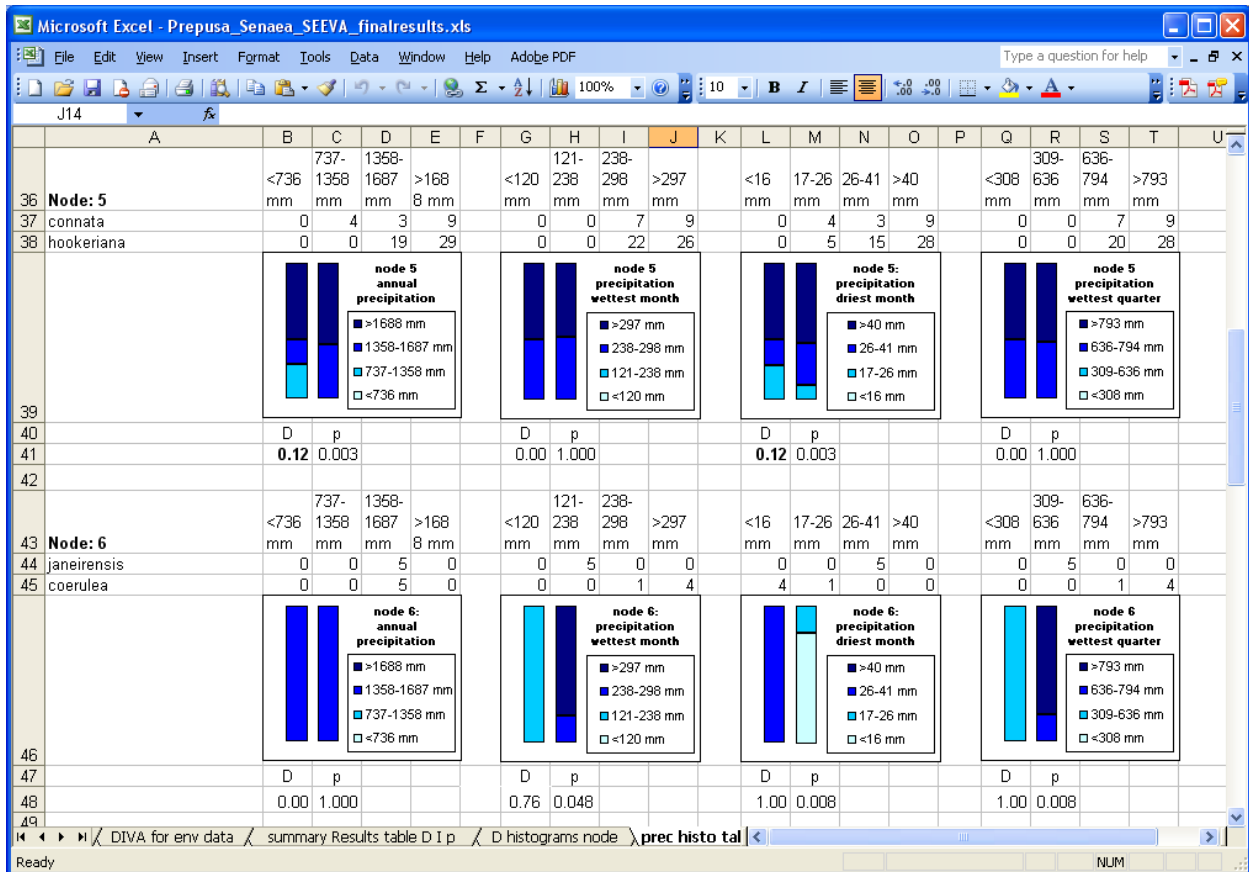 Microsoft Excel - Prepusa_Senaea_SEEVA_finalresults.xls
File Edit View Insert Format Tools Data Window Help Adobe PDF Type a question for help
100% 10 B I
J14 fx
A B C D E F G H I J K L M N O P Q R S T U
737- 1358- 121- 238- 309- 636-
<736 1358 1687 >168 <120 238 298 >297 <16 17-26 26-41 >40 <308 636 794 >793
36 Node: 5 mm mm mm 8 mm mm mm mm mm mm mm mm mm mm mm mm mm
37 connata 0 4 3 9 0 0 7 9 0 4 3 9 0 0 7 9
38 hookeriana 0 0 19 29 0 0 22 26 0 5 15 28 0 0 20 28
node 5 node 5 node 5: node 5
annual precipitation precipitation precipitation
precipitation wettest month driest month wettest quarter
>1688 mm >297 mm >40 mm >793 mm
1358-1687 mm 238-298 mm 26-41 mm 636-794 mm
737-1358 mm 121-238 mm 17-26 mm 309-636 mm
<736 mm <120 mm <16 mm <308 mm
39
40 D p D p D p D p
41 0.12 0.003 0.00 1.000 0.12 0.003 0.00 1.000
42
737- 1358- 121- 238- 309- 636-
<736 1358 1687 >168 <120 238 298 >297 <16 17-26 26-41 >40 <308 636 794 >793
43 Node: 6 mm mm mm 8 mm mm mm mm mm mm mm mm mm mm mm mm mm
44 janeirensis 0 0 5 0 0 5 0 0 0 0 5 0 0 5 0 0
45 coerulea 0 0 5 0 0 0 1 4 4 1 0 0 0 0 1 4
node 6: node 6: node 6: node 6
annual precipitation precipitation precipitation
precipitation wettest month driest month wettest quarter
>1688 mm >297 mm >40 mm >793 mm
1358-1687 mm 238-298 mm 26-41 mm 636-794 mm
737-1358 mm 121-238 mm 17-26 mm 309-636 mm
<736 mm <120 mm <16 mm <308 mm
46
47 D p D p D p D p
48 0.00 1.000 0.76 0.048 1.00 0.008 1.00 0.008
49
DIVA for env data / summary Results table D I p / D histograms node \ prec histo tal
Ready NUM